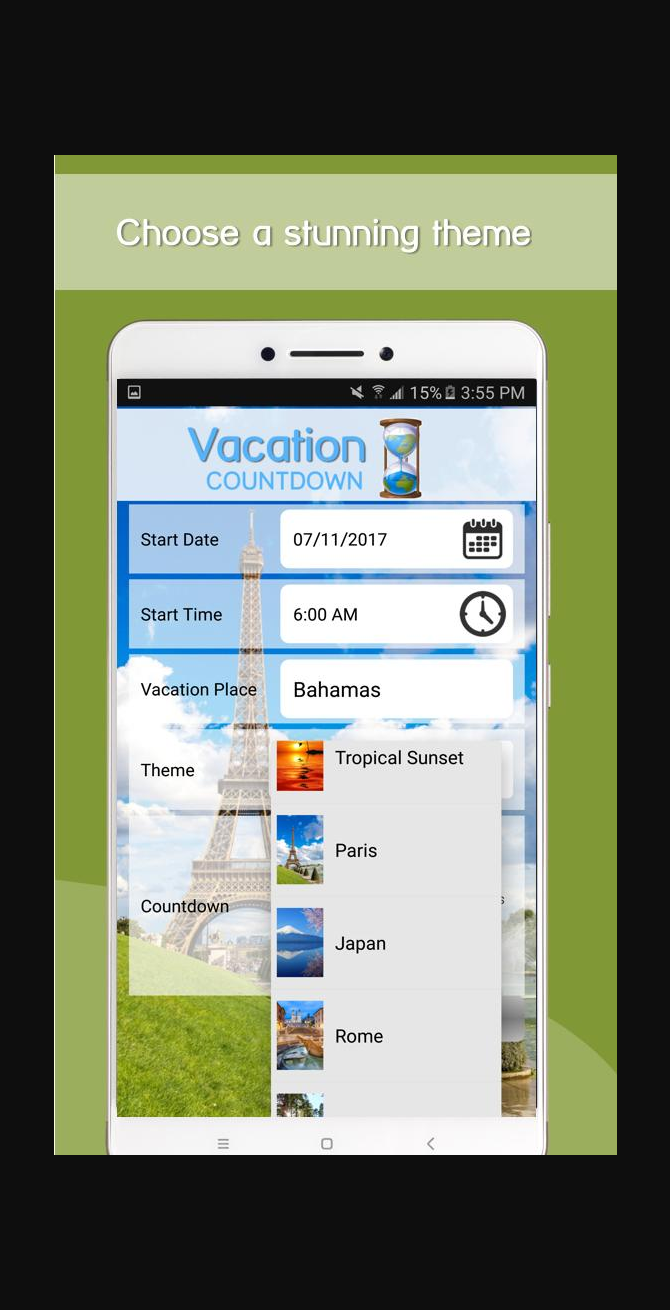 Choose a stunning theme
15% 3:55 PM
Vacation
COUNTDOWN
Start Date 07/11/2017
Start Time 6:00 AM
Vacation Place Bahamas
Theme
Tropical Sunset
Paris
Countdown
Japan
Rome